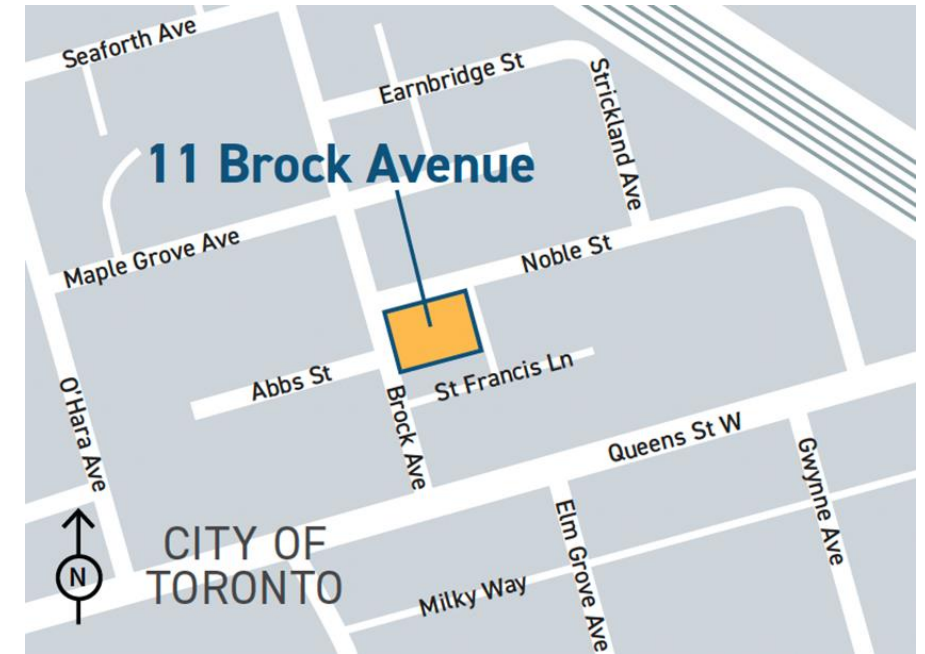 Seaforth Ave
Earnbridge St
Strickland Ave
11 Brock Avenue
Maple Grove Ave
Noble St
Abbs St
St Francis Ln
O'Hara Ave
Brock Ave
Queens St W
Gwynne Ave
Elm Grove Ave
Milky Way
N
CITY OF
TORONTO